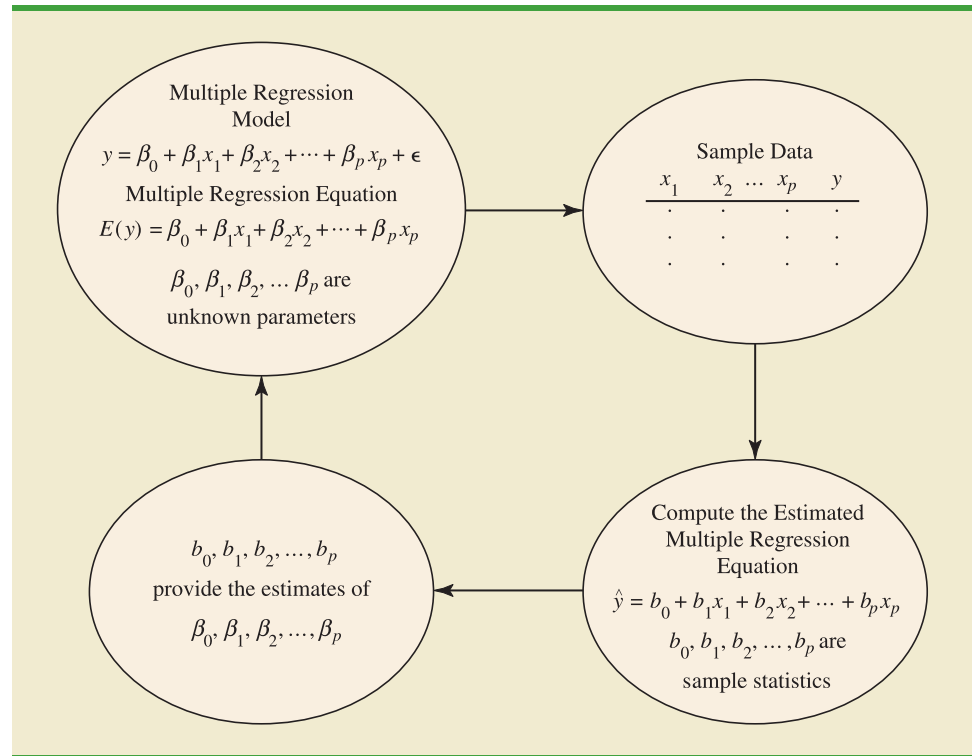 Multiple Regression
Model
y = β₀ + β₁x₁ + β₂x₂ + ⋯ + βₚxₚ + ϵ
Multiple Regression Equation
E(y) = β₀ + β₁x₁ + β₂x₂ + ⋯ + βₚxₚ
β₀, β₁, β₂, … βₚ are
unknown parameters
Sample Data
x₁ x₂ … xₚ y
. . . .
. . . .
. . . .
Compute the Estimated
Multiple Regression
Equation
ŷ = b₀ + b₁x₁ + b₂x₂ + … + bₚxₚ
b₀, b₁, b₂, … , bₚ are
sample statistics
b₀, b₁, b₂, …, bₚ
provide the estimates of
β₀, β₁, β₂, …, βₚ